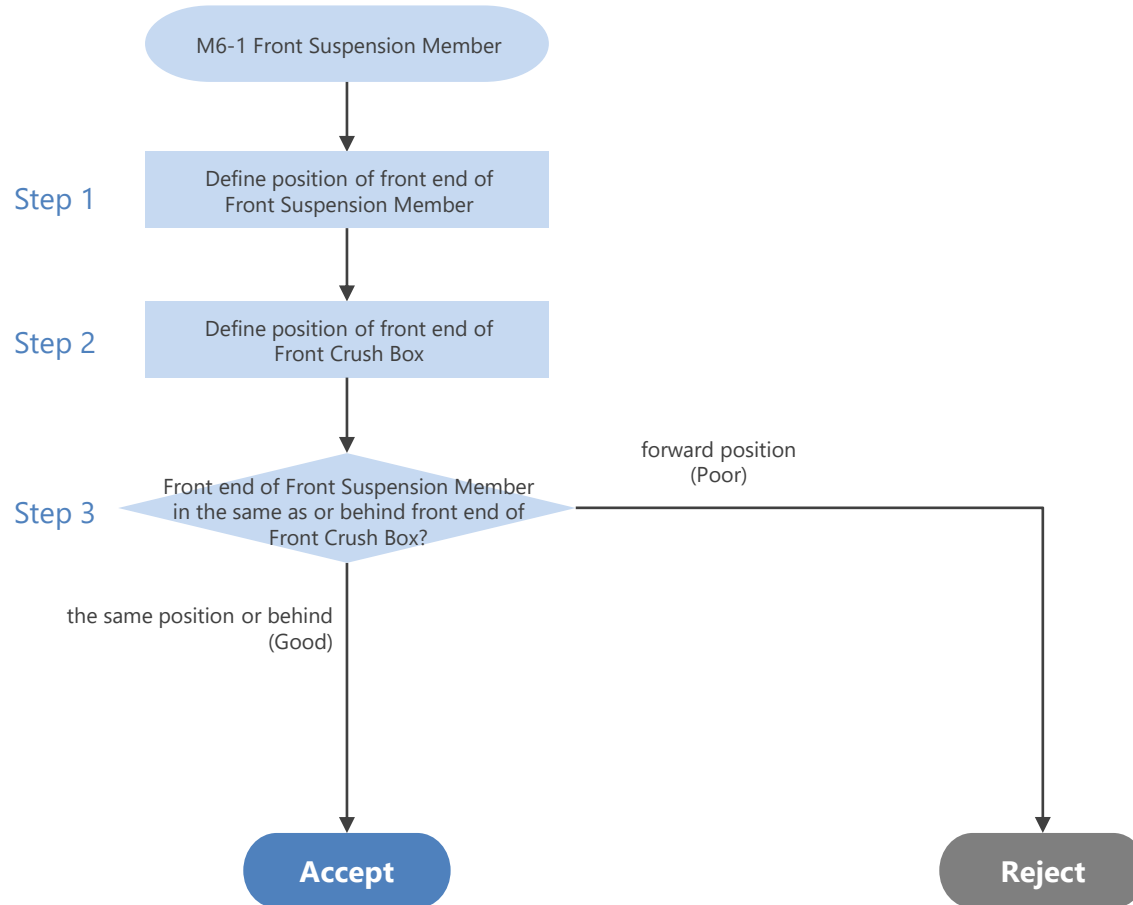 M6-1 Front Suspension Member
Step 1
Define position of front end of
Front Suspension Member
Step 2
Define position of front end of
Front Crush Box
Step 3
Front end of Front Suspension Member
in the same as or behind front end of
Front Crush Box?
forward position
(Poor)
the same position or behind
(Good)
Accept
Reject